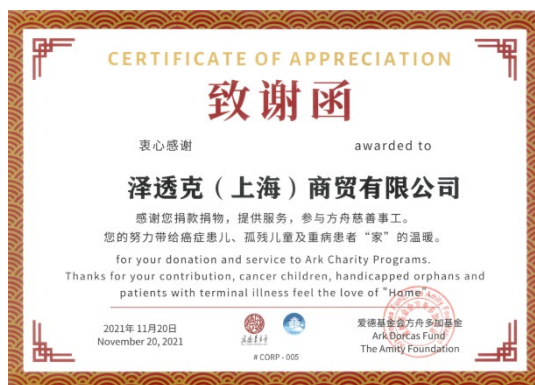 CERTIFICATE OF APPRECIATION
致谢函
衷心感谢 awarded to
泽透克（上海）商贸有限公司
感谢您捐款捐物，提供服务，参与方舟慈善事工。
您的努力带给癌症患儿、孤残儿童及重病患者“家”的温暖。
for your donation and service to Ark Charity Programs.
Thanks for your contribution, cancer children, handicapped orphans and
patients with terminal illness feel the love of "Home"
2021年 11月20日
November 20, 2021
# CORP - 005
爱德基金会方舟多加基金
Ark Dorcas Fund
The Amity Foundation